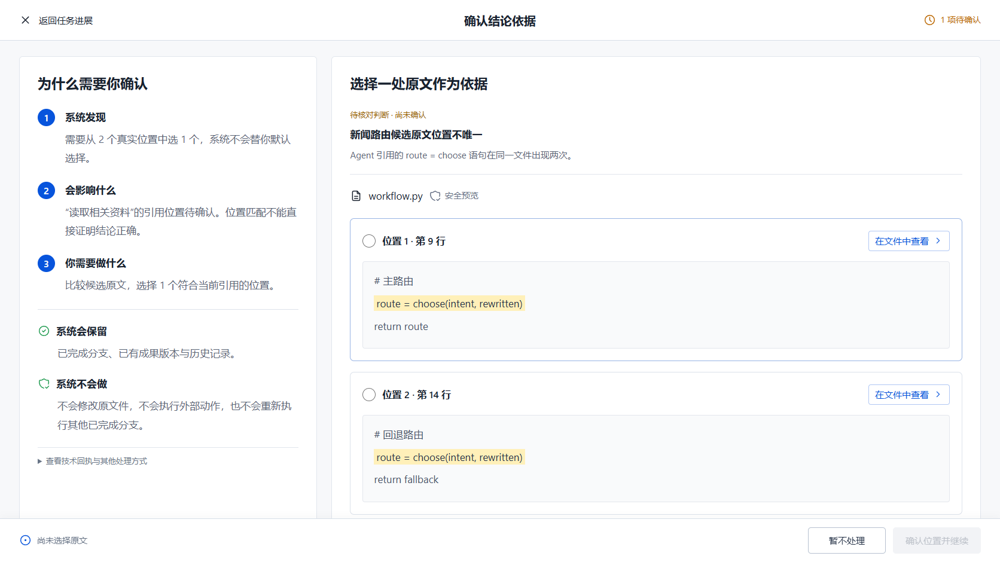 返回任务进展
确认结论依据
1 项待确认
为什么需要你确认
1 系统发现
需要从 2 个真实位置中选 1 个，系统不会替你默认
选择。
2 会影响什么
“读取相关资料”的引用位置待确认。位置匹配不能直
接证明结论正确。
3 你需要做什么
比较候选原文，选择 1 个符合当前引用的位置。
系统会保留
已完成分支、已有成果版本与历史记录。
系统不会做
不会修改原文件，不会执行外部动作，也不会重新执
行其他已完成分支。
查看技术回执与其他处理方式
选择一处原文作为依据
待核对判断 · 尚未确认
新闻路由候选原文位置不唯一
Agent 引用的 route = choose 语句在同一文件出现两次。
workflow.py 安全预览
位置 1 · 第 9 行
在文件中查看
# 主路由
route = choose(intent, rewritten)
return route
位置 2 · 第 14 行
在文件中查看
# 回退路由
route = choose(intent, rewritten)
return fallback
尚未选择原文
暂不处理
确认位置并继续